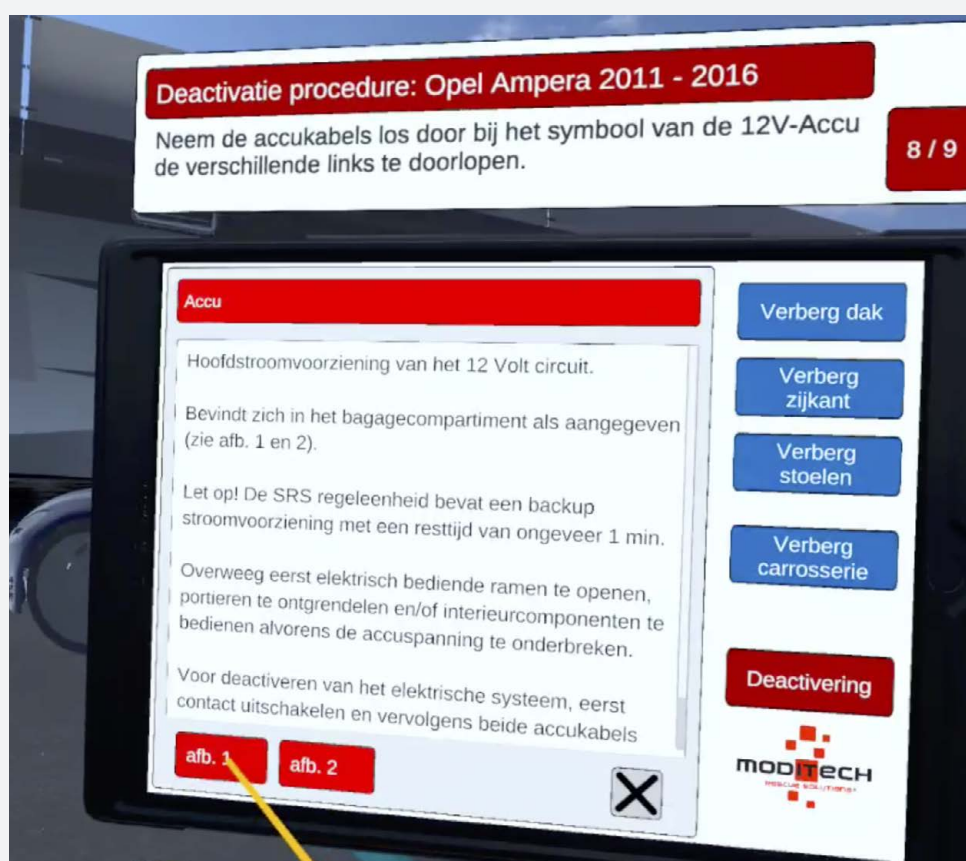 Deactivatie procedure: Opel Ampera 2011 - 2016
Neem de accukabels los door bij het symbool van de 12V-Accu
de verschillende links te doorlopen.
8 / 9
Accu
Hoofdstroomvoorziening van het 12 Volt circuit.
Bevindt zich in het bagagecompartiment als aangegeven
(zie afb. 1 en 2).
Let op! De SRS regeleenheid bevat een backup
stroomvoorziening met een resttijd van ongeveer 1 min.
Overweeg eerst elektrisch bediende ramen te openen,
portieren te ontgrendelen en/of interieurcomponenten te
bedienen alvorens de accuspanning te onderbreken.
Voor deactiveren van het elektrische systeem, eerst
contact uitschakelen en vervolgens beide accukabels
afb. 1
afb. 2
Verberg dak
Verberg
zijkant
Verberg
stoelen
Verberg
carrosserie
Deactivering
MODITECH
RESCUE SOLUTIONS